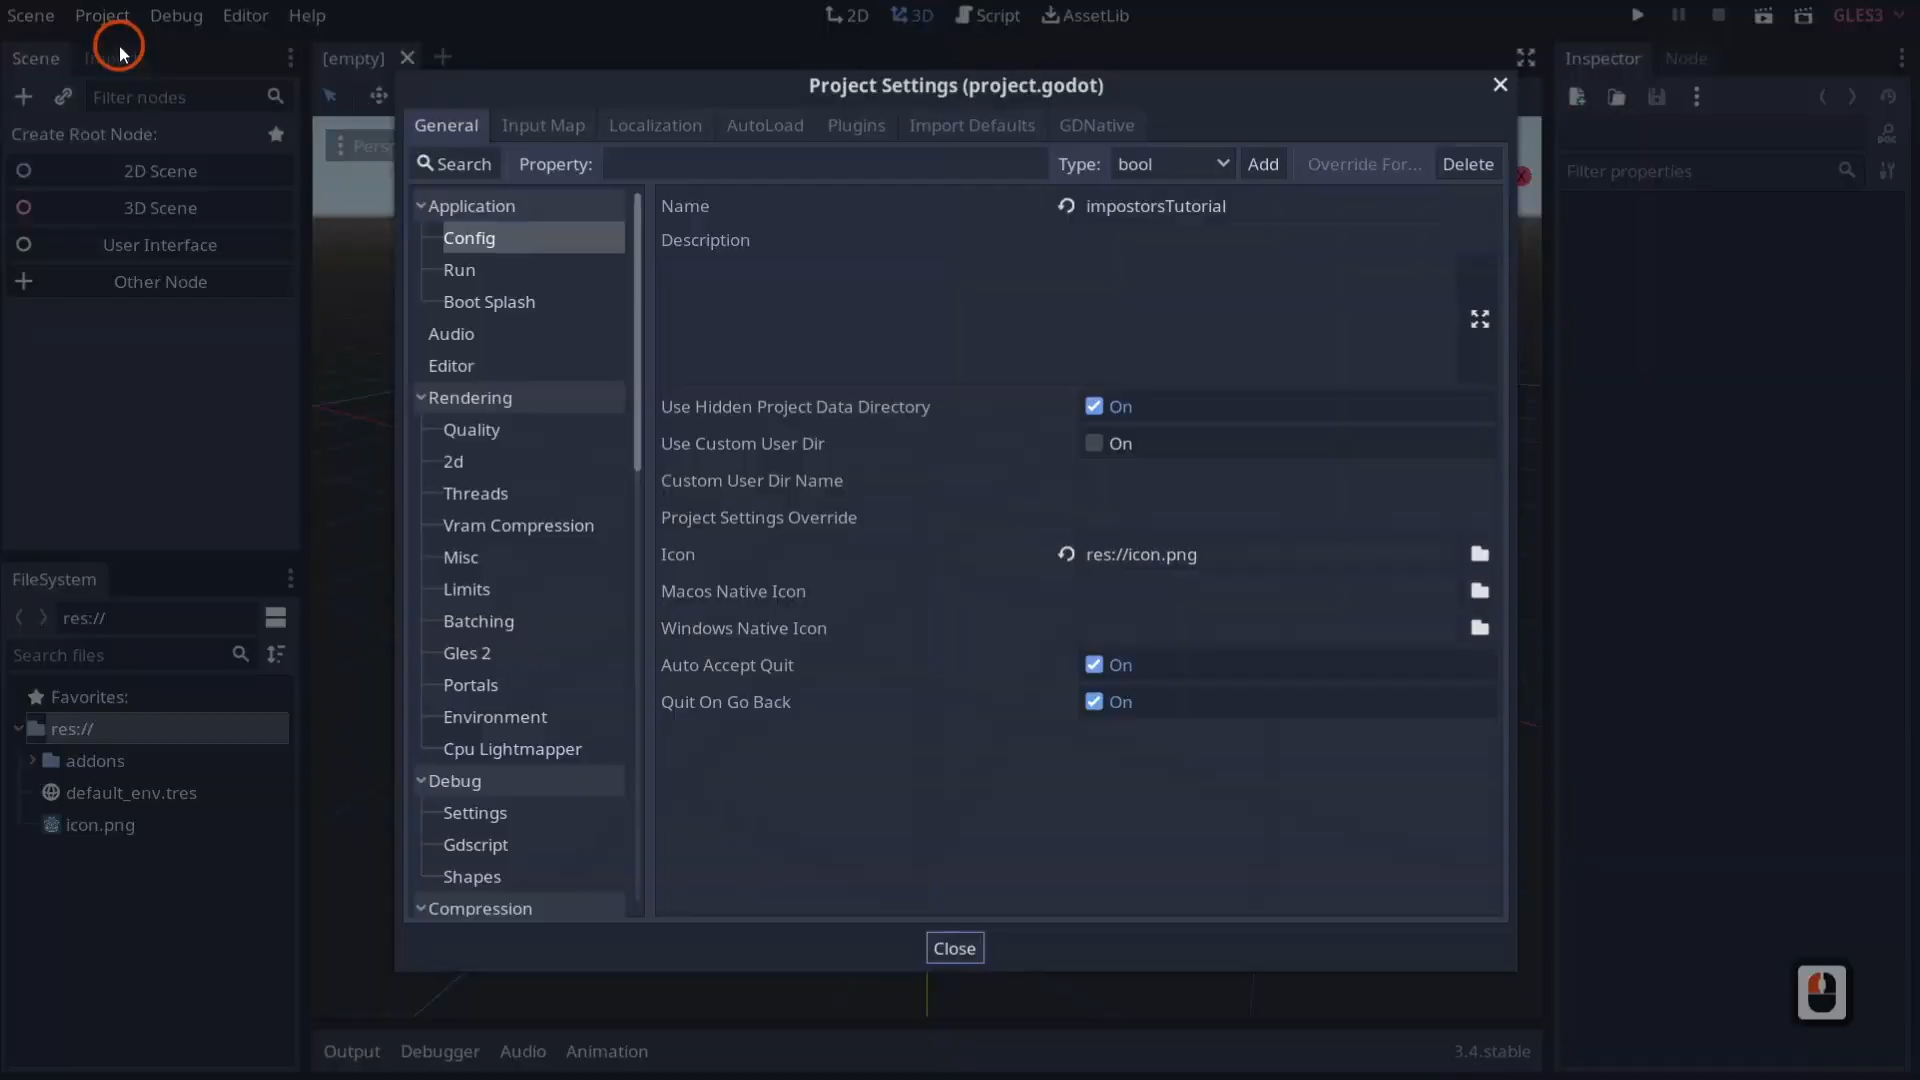 Scene Project Debug Editor Help
2D 3D Script AssetLib
GLES3
Scene
Filter nodes
Create Root Node:
2D Scene
3D Scene
User Interface
Other Node
FileSystem
res://
Search files
Favorites:
res://
addons
default_env.tres
icon.png
[empty]
Project Settings (project.godot)
General Input Map Localization AutoLoad Plugins Import Defaults GDNative
Search Property: Type: bool Add Override For... Delete
Application
Config
Run
Boot Splash
Audio
Editor
Rendering
Quality
2d
Threads
Vram Compression
Misc
Limits
Batching
Gles 2
Portals
Environment
Cpu Lightmapper
Debug
Settings
Gdscript
Shapes
Compression
Name impostorsTutorial
Description
Use Hidden Project Data Directory On
Use Custom User Dir On
Custom User Dir Name
Project Settings Override
Icon res://icon.png
Macos Native Icon
Windows Native Icon
Auto Accept Quit On
Quit On Go Back On
Close
Output Debugger Audio Animation
3.4.stable
Inspector Node
Filter properties